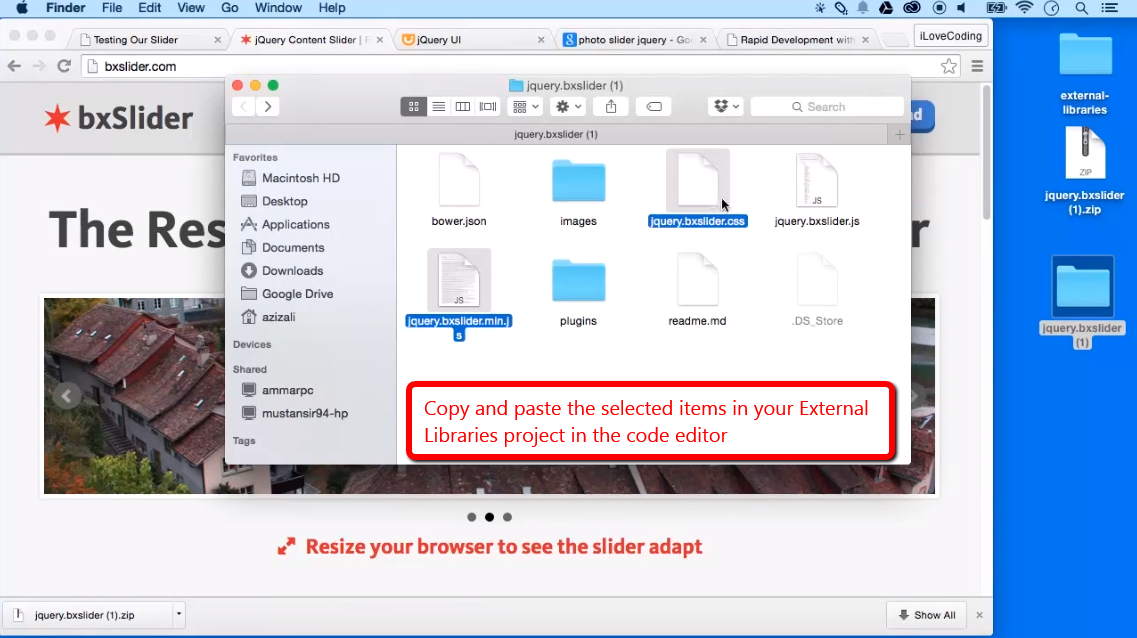 Finder File Edit View Go Window Help
Testing Our Slider
jQuery Content Slider | F
jQuery UI
photo slider jquery - Goo
Rapid Development with
iLoveCoding
bxslider.com
bxSlider
d
The Res
r
jquery.bxslider (1)
Search
jquery.bxslider (1)
Favorites
Macintosh HD
Desktop
Applications
Documents
Downloads
Google Drive
azizali
Devices
Shared
ammarpc
mustansir94-hp
Tags
bower.json
images
jquery.bxslider.css
JS
jquery.bxslider.js
JS
jquery.bxslider.min.j
s
plugins
readme.md
.DS_Store
Copy and paste the selected items in your External
Libraries project in the code editor
Resize your browser to see the slider adapt
jquery.bxslider (1).zip
Show All
external-
libraries
ZIP
jquery.bxslider
(1).zip
jquery.bxslider
(1)